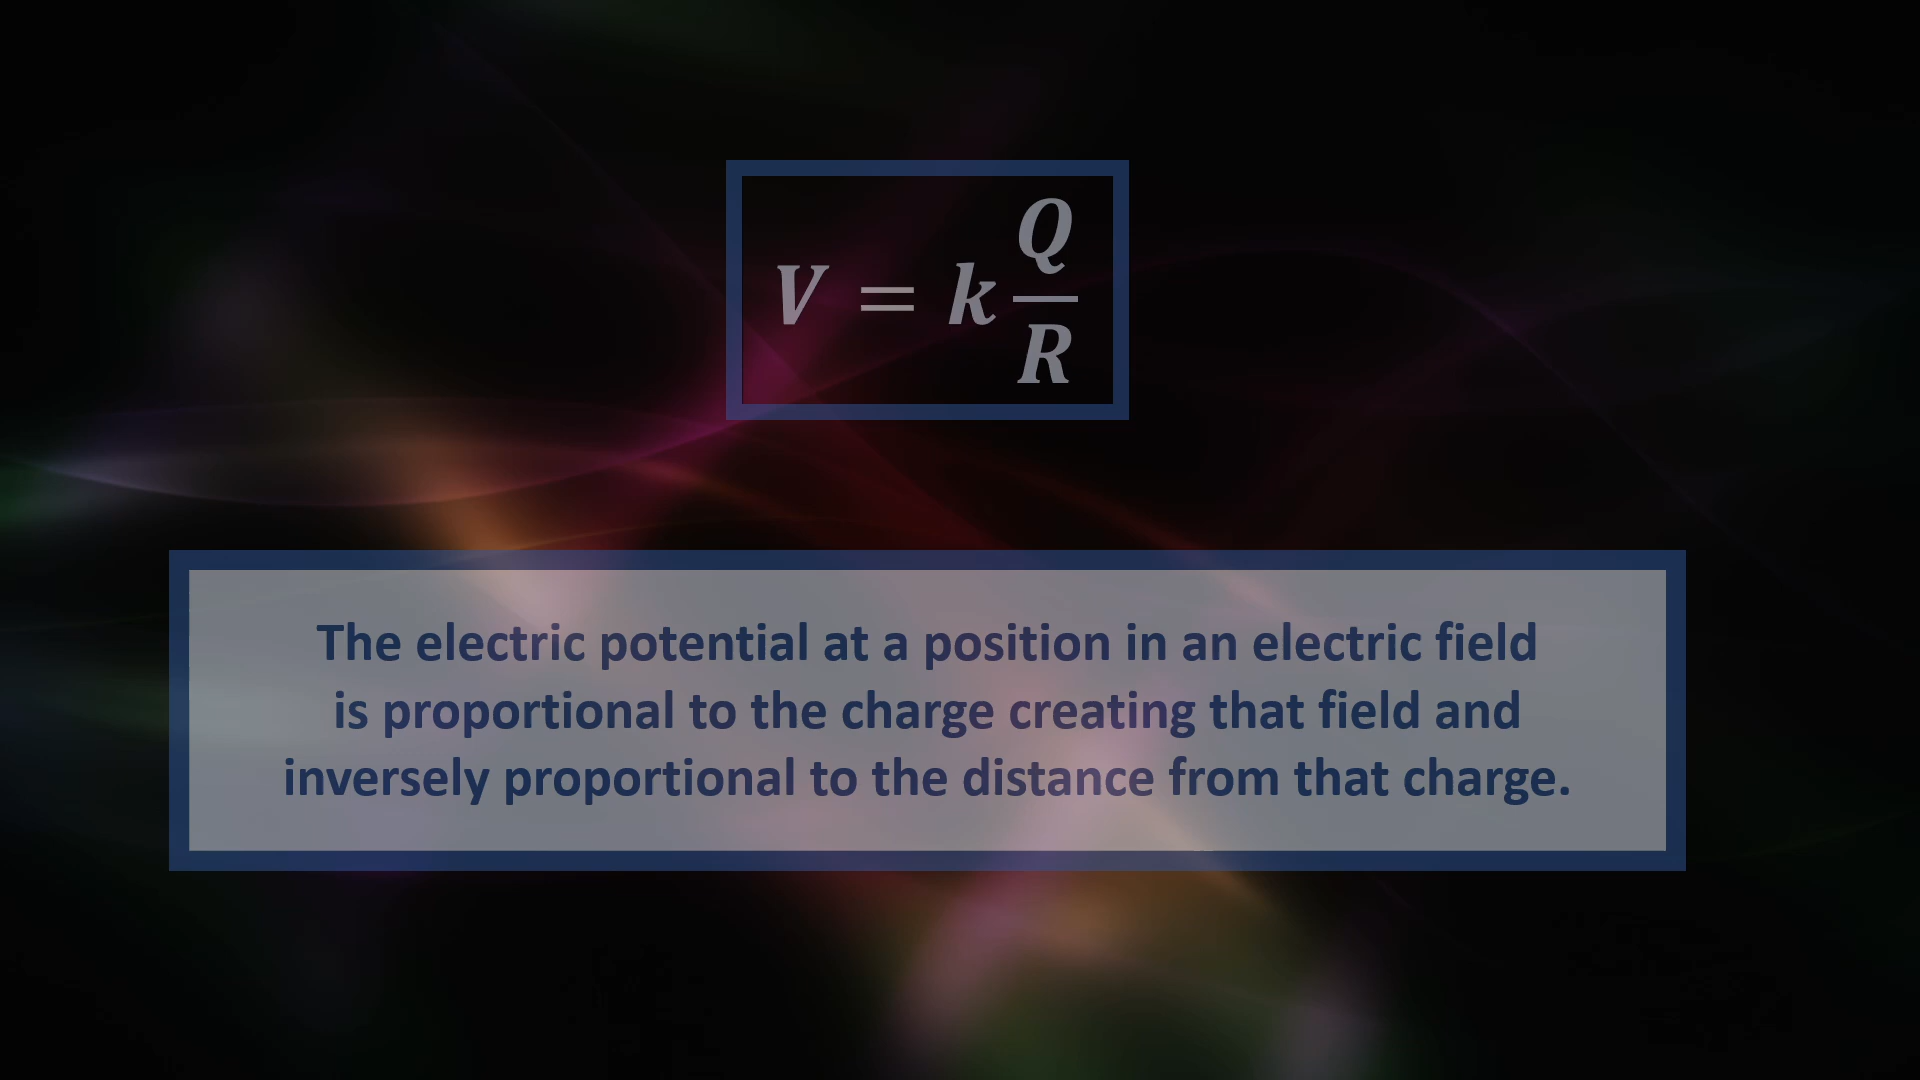 V = k Q/R
The electric potential at a position in an electric field
is proportional to the charge creating that field and
inversely proportional to the distance from that charge.